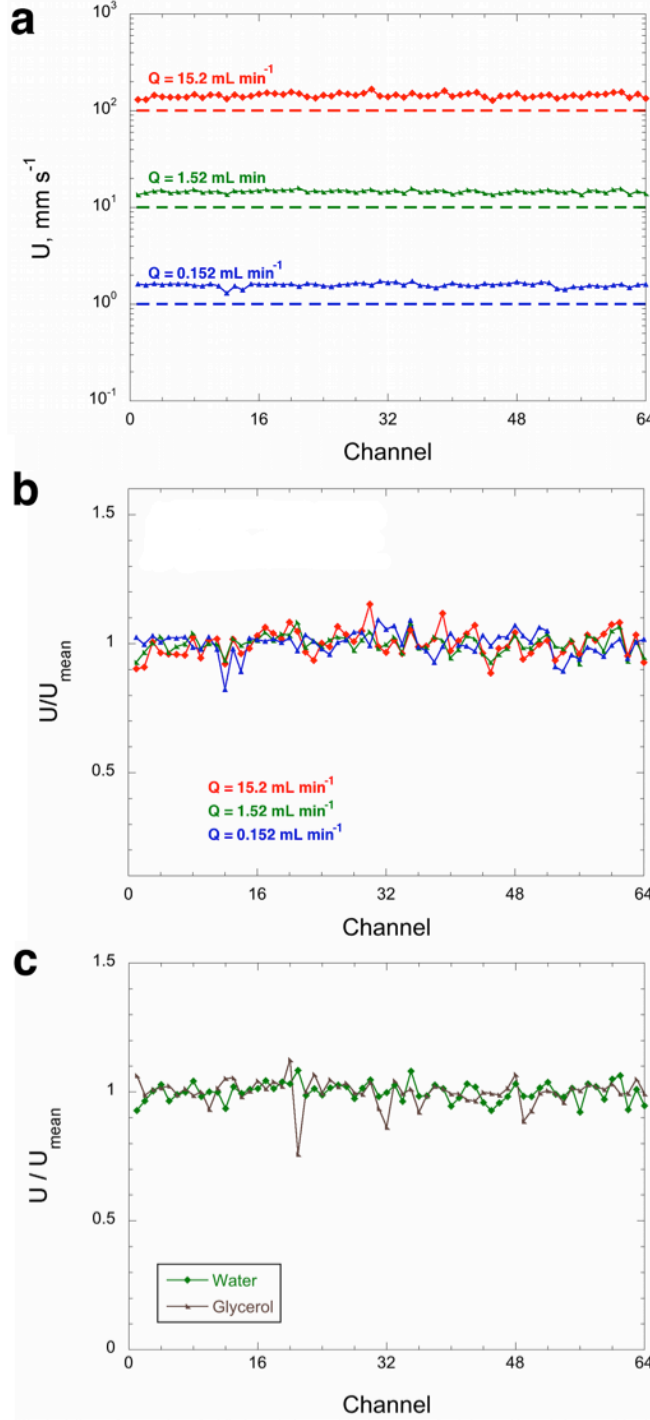 a
10³
Q = 15.2 mL min⁻¹
10²
U, mm s⁻¹
Q = 1.52 mL min
10¹
Q = 0.152 mL min⁻¹
10⁰
10⁻¹
0 16 32 48 64
Channel
b
1.5
1
U/Umean
0.5
Q = 15.2 mL min⁻¹
Q = 1.52 mL min⁻¹
Q = 0.152 mL min⁻¹
0 16 32 48 64
Channel
c
1.5
1
U / Umean
0.5
Water
Glycerol
0
0 16 32 48 64
Channel